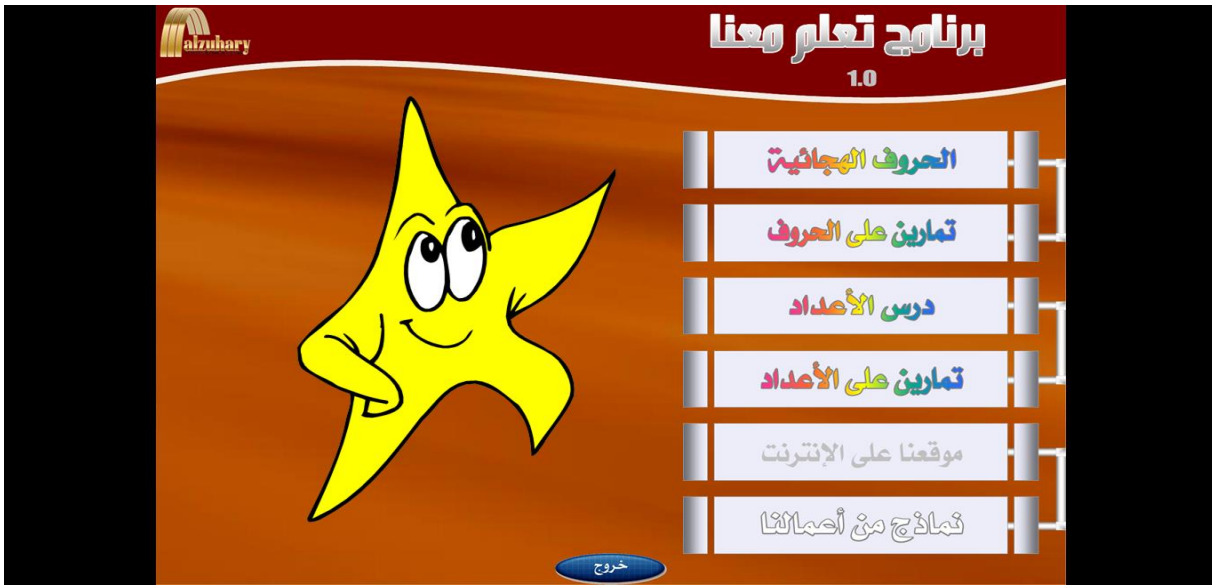 alzuhary
برنامج تعلم معنا
1.0
الحروف الهجائية
تمارين على الحروف
درس الأعداد
تمارين على الأعداد
موقعنا على الإنترنت
نماذج من أعمالنا
خروج